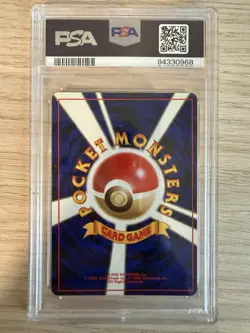 PSA
PSA
94330968
POCKET MONSTERS
CARD GAME